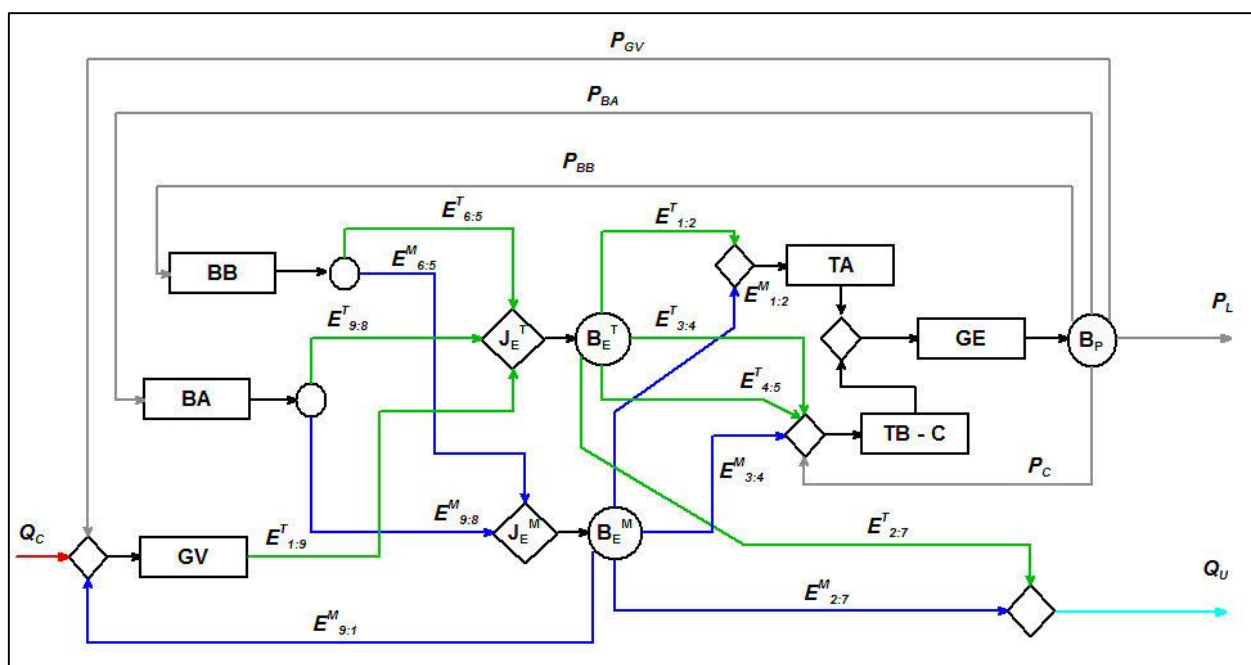 P_GV
P_BA
P_BB
E^T_6:5
E^T_1:2
BB
E^M_6:5
TA
E^M_1:2
E^T_9:8
E^T_3:4
P_L
J_E^T
B_E^T
GE
B_P
E^T_4:5
BA
TB - C
E^M_3:4
P_C
E^M_9:8
Q_C
E^T_1:9
J_E^M
B_E^M
E^T_2:7
GV
Q_U
E^M_2:7
E^M_9:1